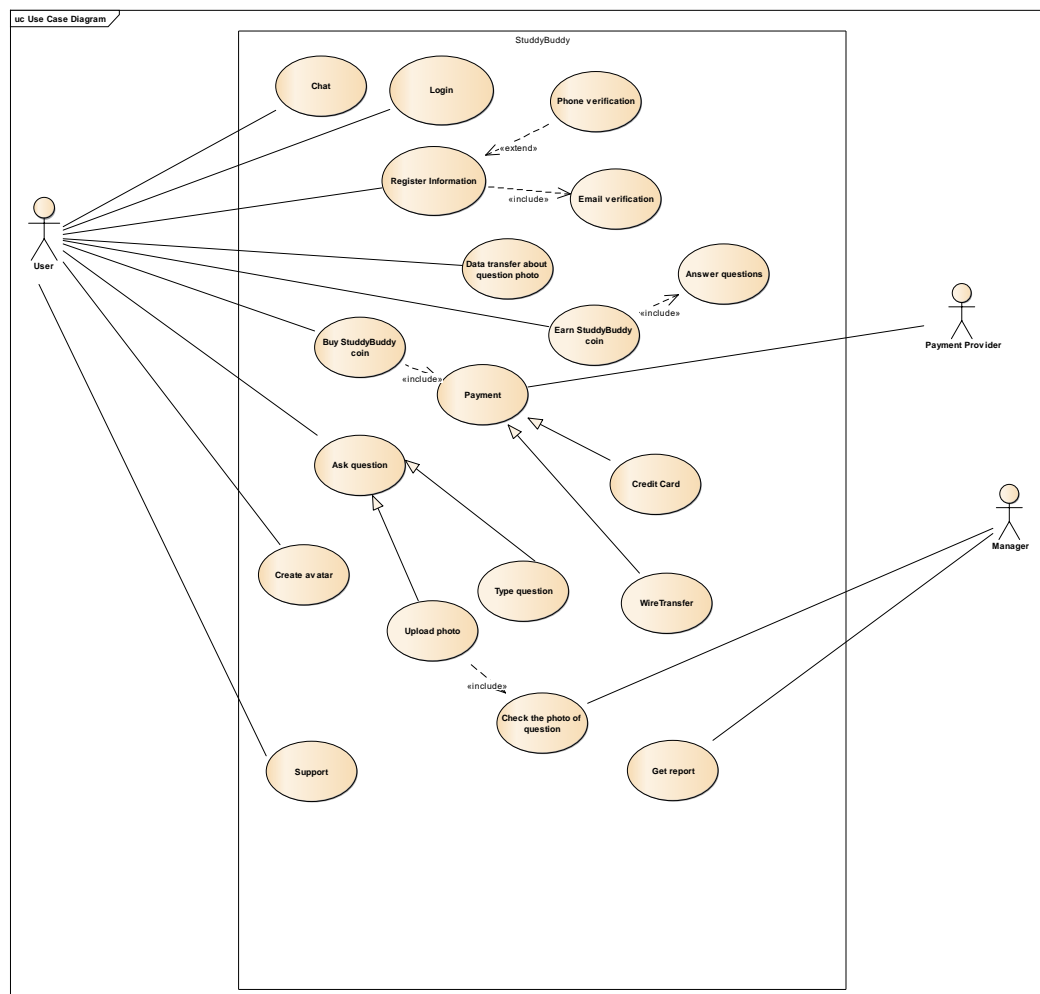 uc Use Case Diagram
StuddyBuddy
Chat
Login
Phone verification
«extend»
Register Information
«include»
Email verification
User
Data transfer about
question photo
Answer questions
Earn StuddyBuddy
coin
«include»
Buy StuddyBuddy
coin
«include»
Payment
Payment Provider
Ask question
Credit Card
Manager
Create avatar
Type question
WireTransfer
Upload photo
«include»
Check the photo of
question
Support
Get report